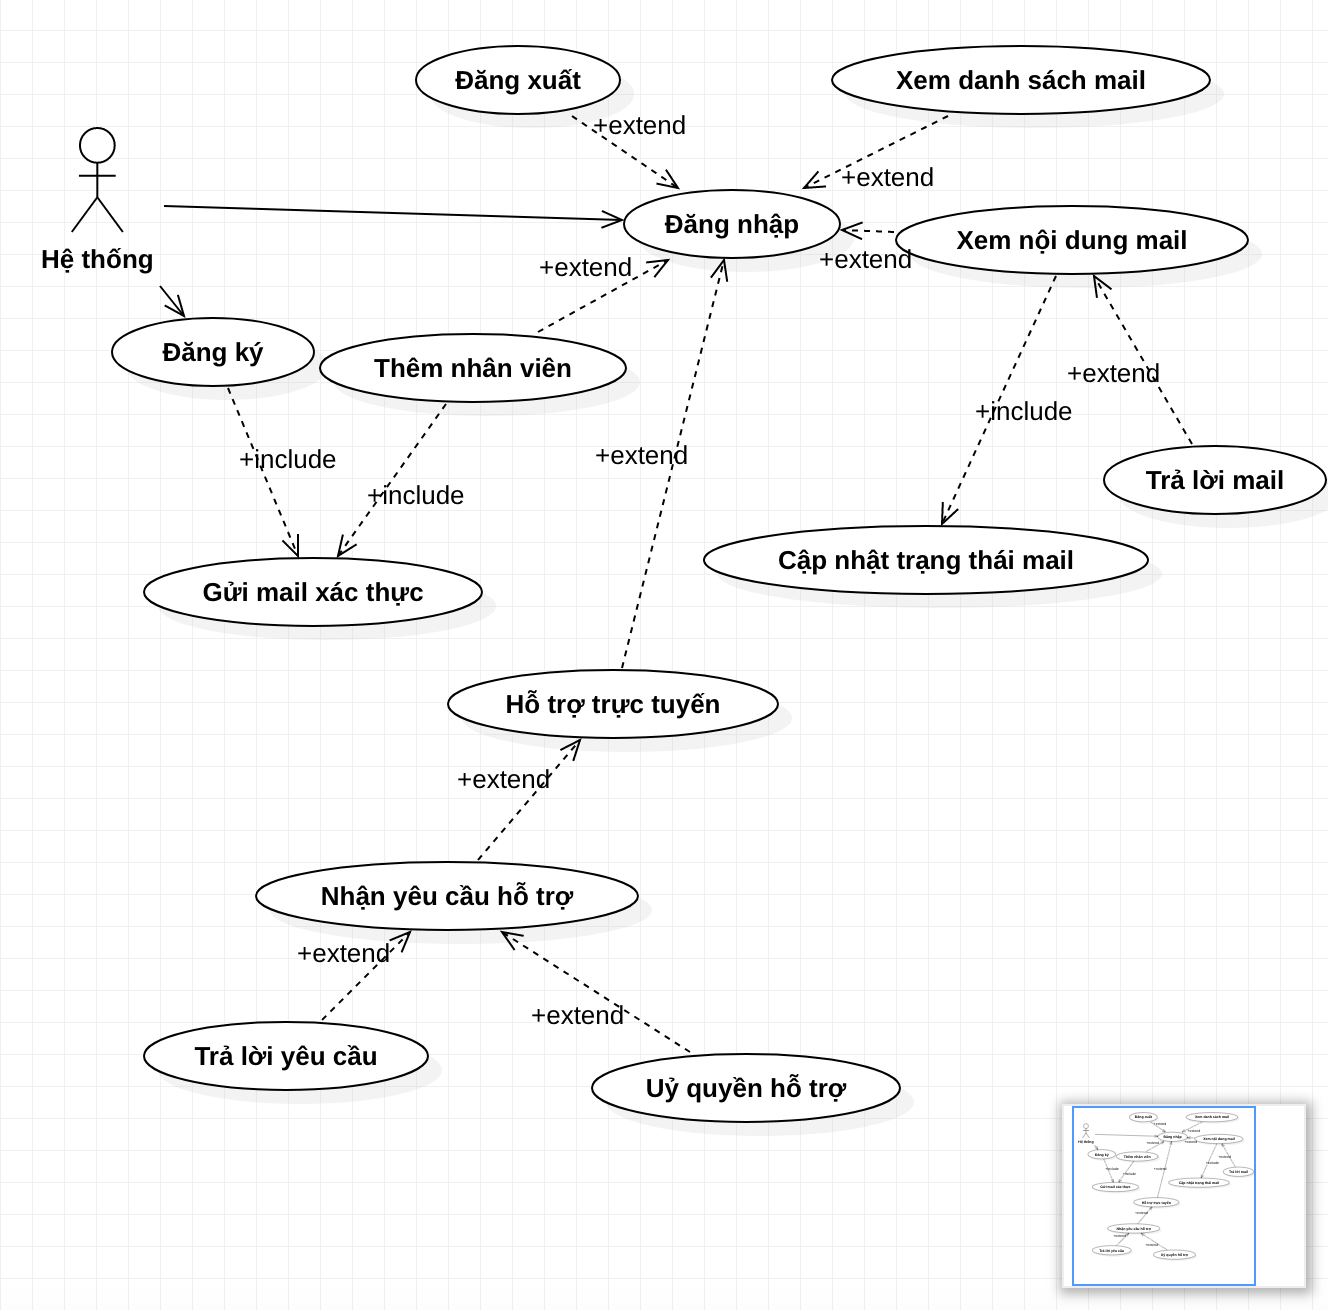 Đăng xuất
Xem danh sách mail
+extend
+extend
Đăng nhập
Xem nội dung mail
Hệ thống
+extend
+extend
Đăng ký
Thêm nhân viên
+extend
+include
+include
+extend
+include
Trả lời mail
Cập nhật trạng thái mail
Gửi mail xác thực
Hỗ trợ trực tuyến
+extend
Nhận yêu cầu hỗ trợ
+extend
+extend
Trả lời yêu cầu
Uỷ quyền hỗ trợ